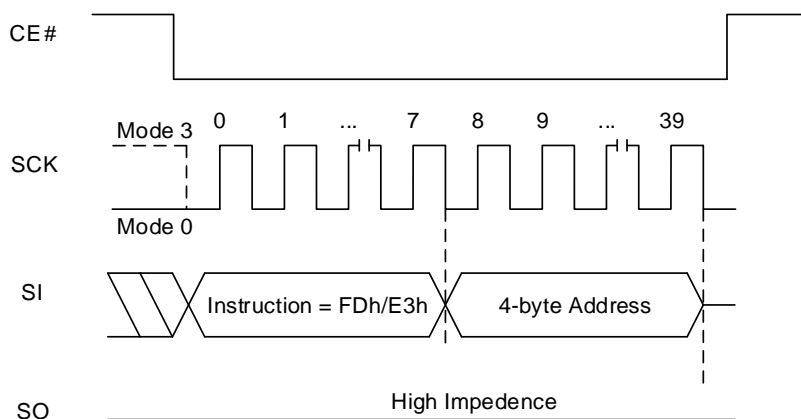 CE#
0 1 ... 7 8 9 ... 39
Mode 3
SCK
Mode 0
SI
Instruction = FDh/E3h
4-byte Address
High Impedence
SO